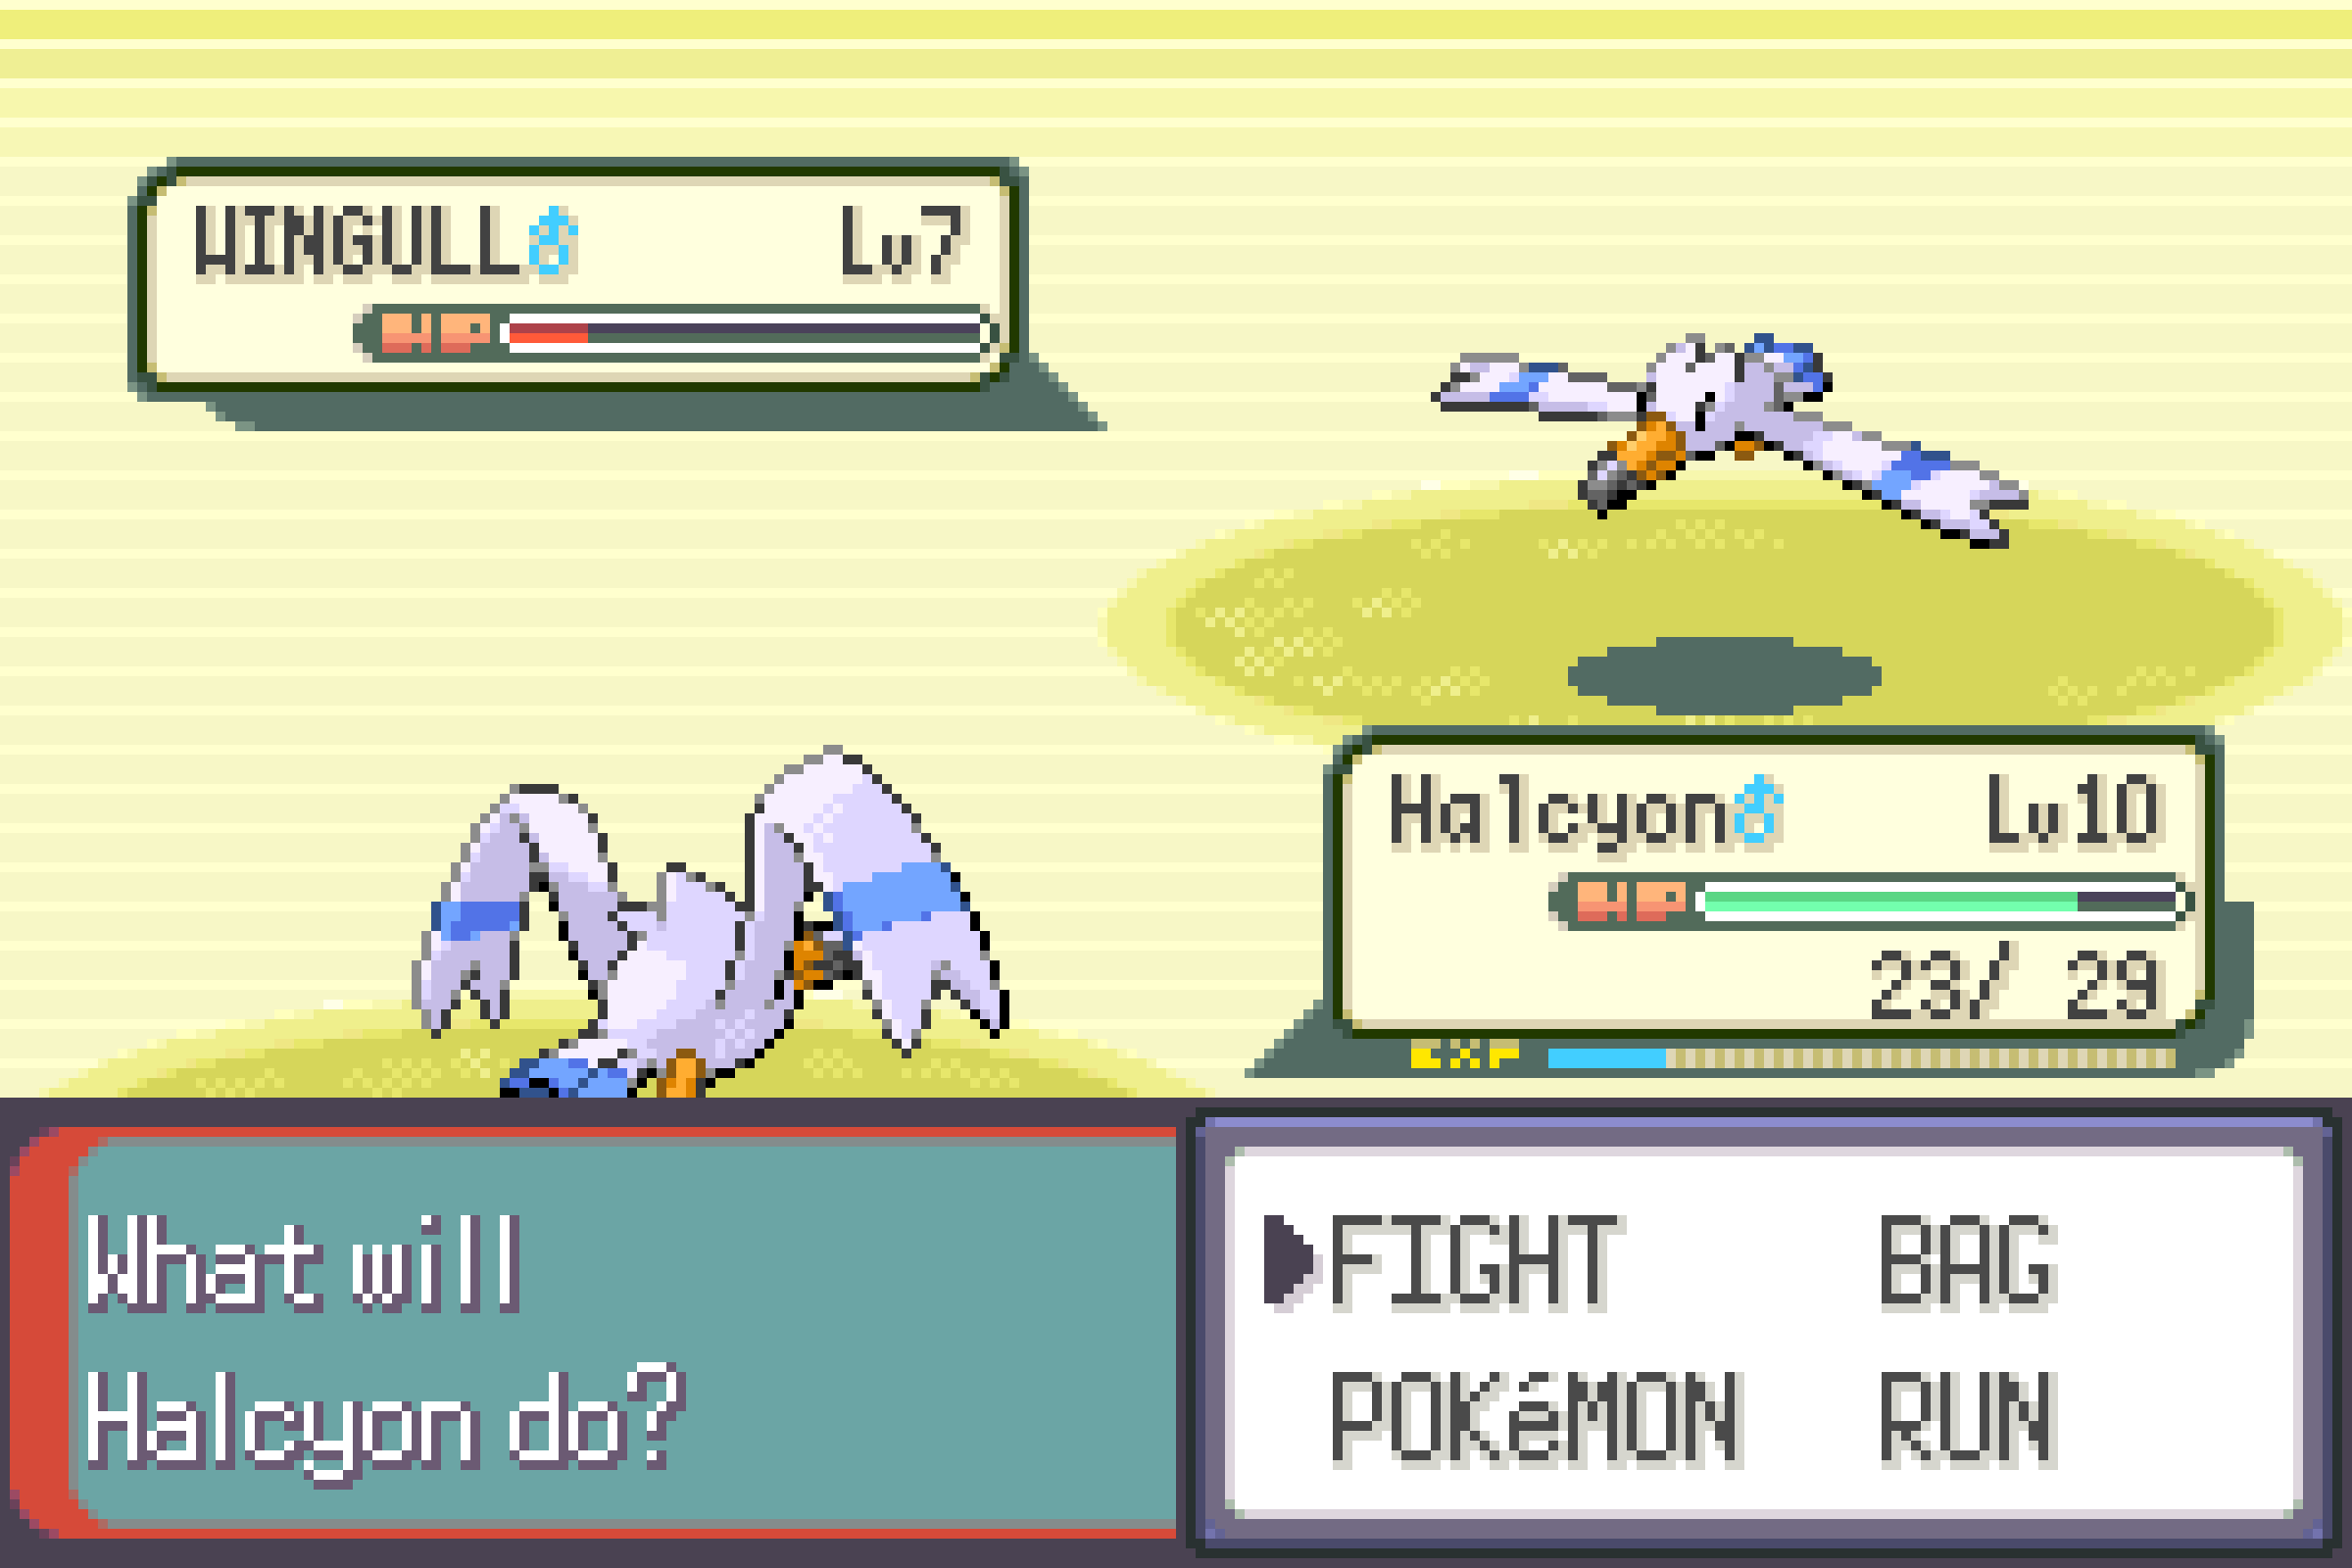 WINGULL♂ Lv7
HP
Halcyon♂ Lv10
HP
23/ 29
EXP
What will
Halcyon do?
FIGHT BAG
POKéMON RUN